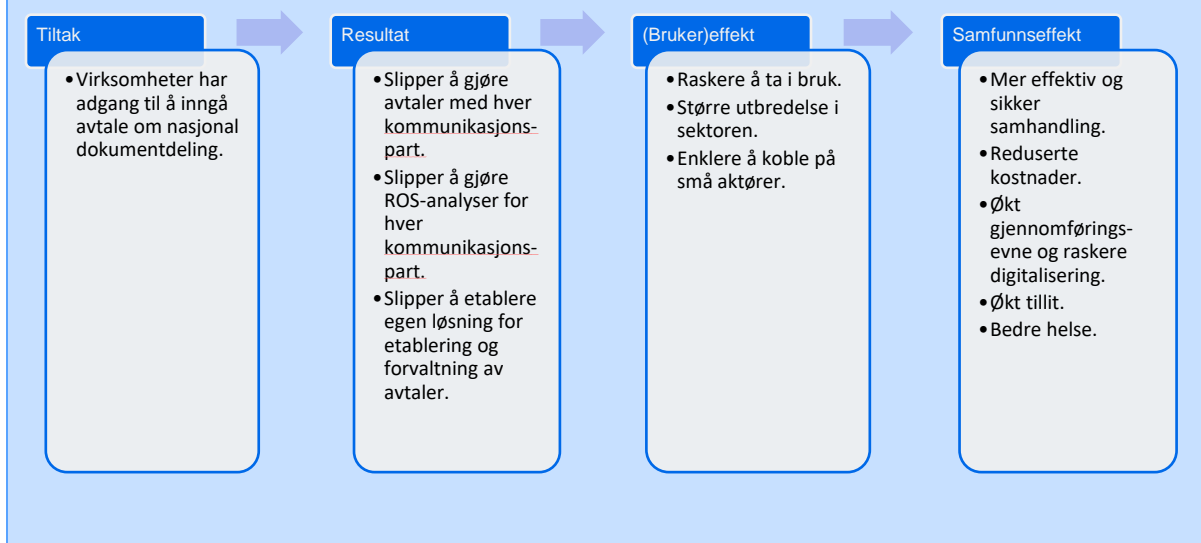 Tiltak
•Virksomheter har
adgang til å inngå
avtale om nasjonal
dokumentdeling.
Resultat
•Slipper å gjøre
avtaler med hver
kommunikasjons-
part.
•Slipper å gjøre
ROS-analyser for
hver
kommunikasjons-
part.
•Slipper å etablere
egen løsning for
etablering og
forvaltning av
avtaler.
(Bruker)effekt
•Raskere å ta i bruk.
•Større utbredelse i
sektoren.
•Enklere å koble på
små aktører.
Samfunnseffekt
•Mer effektiv og
sikker
samhandling.
•Reduserte
kostnader.
•Økt
gjennomførings-
evne og raskere
digitalisering.
•Økt tillit.
•Bedre helse.